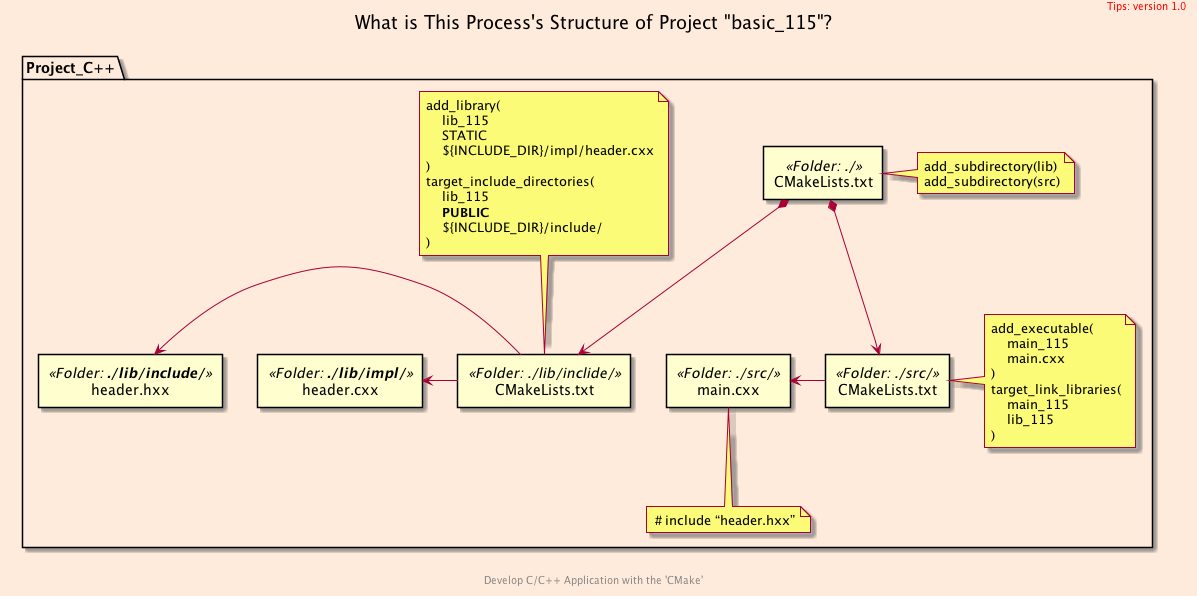 Tips: version 1.0
What is This Process's Structure of Project "basic_115"?
Project_C++
add_library(
lib_115
STATIC
${INCLUDE_DIR}/impl/header.cxx
)
target_include_directories(
lib_115
PUBLIC
${INCLUDE_DIR}/include/
)
«Folder: ./»
CMakeLists.txt
add_subdirectory(lib)
add_subdirectory(src)
«Folder: ./lib/include/»
header.hxx
«Folder: ./lib/impl/»
header.cxx
«Folder: ./lib/inclide/»
CMakeLists.txt
«Folder: ./src/»
main.cxx
«Folder: ./src/»
CMakeLists.txt
add_executable(
main_115
main.cxx
)
target_link_libraries(
main_115
lib_115
)
# include “header.hxx”
Develop C/C++ Application with the 'CMake'